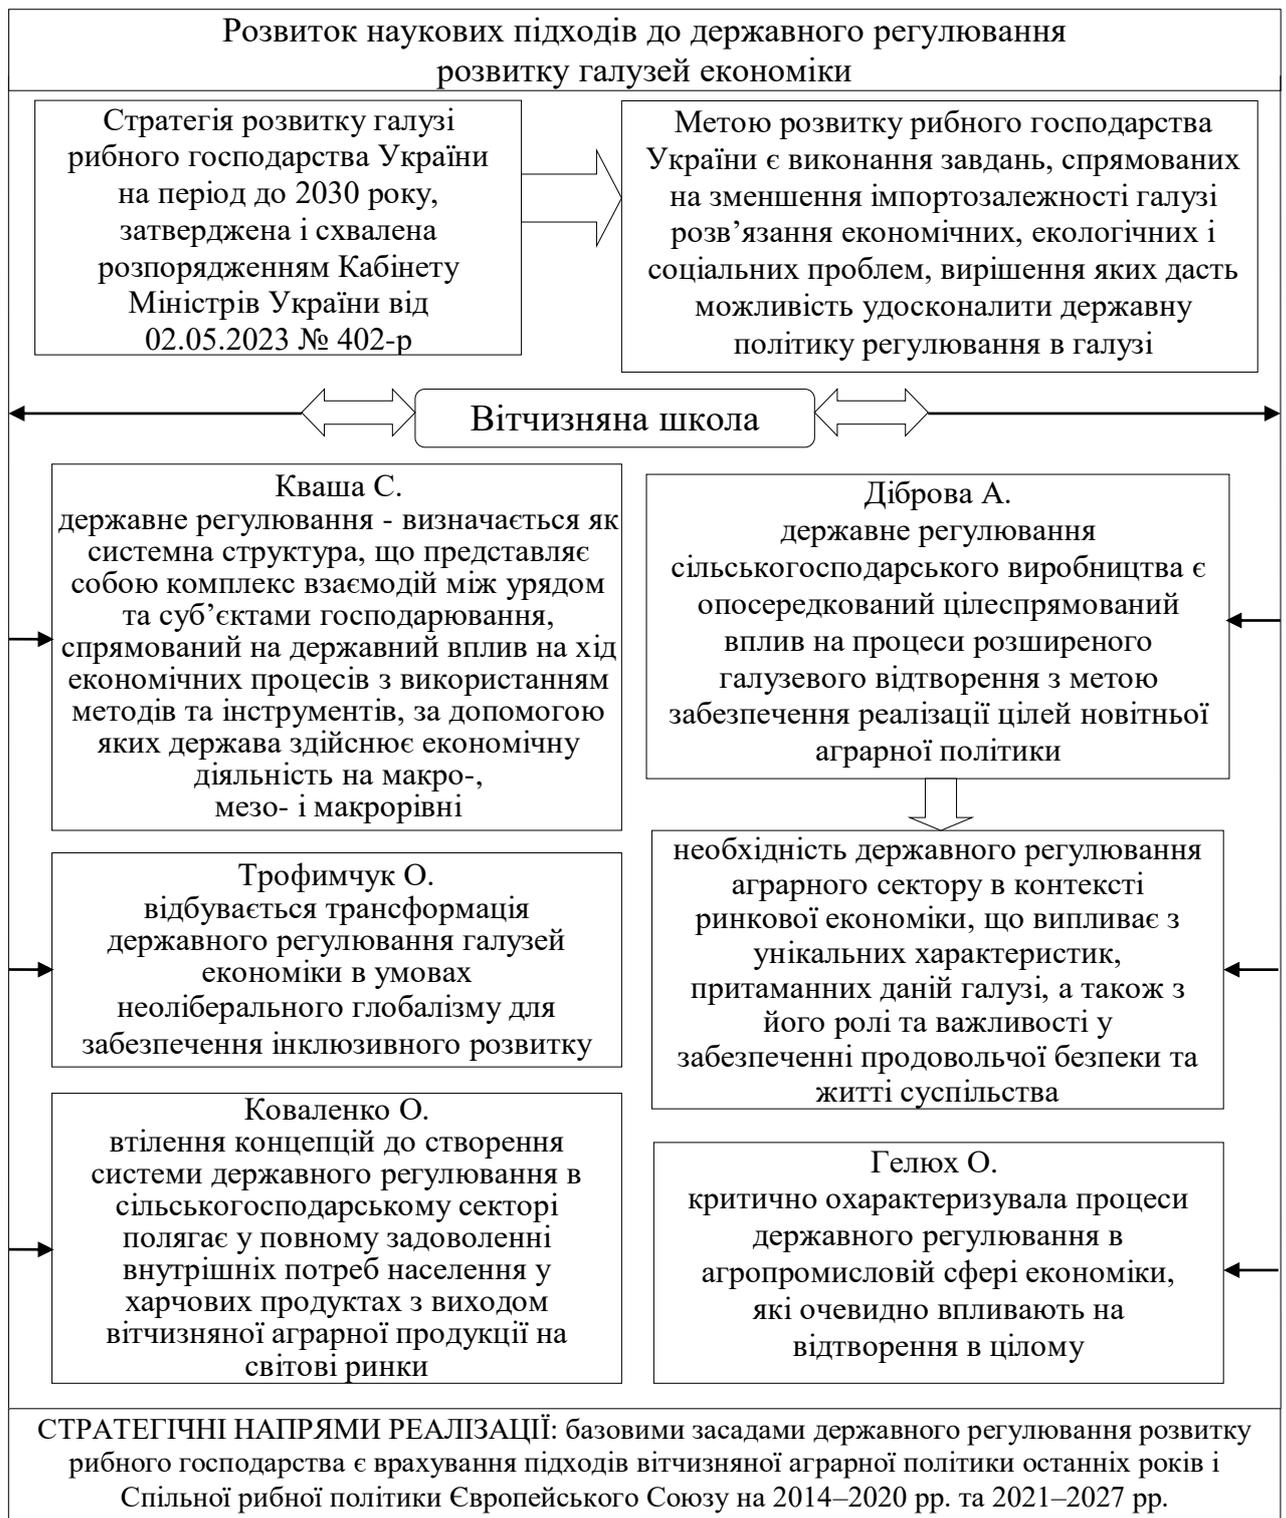 Розвиток наукових підходів до державного регулювання
розвитку галузей економіки
Стратегія розвитку галузі
рибного господарства України
на період до 2030 року,
затверджена і схвалена
розпорядженням Кабінету
Міністрів України від
02.05.2023 № 402-р
Метою розвитку рибного господарства
України є виконання завдань, спрямованих
на зменшення імпортозалежності галузі
розв’язання економічних, екологічних і
соціальних проблем, вирішення яких дасть
можливість удосконалити державну
політику регулювання в галузі
Вітчизняна школа
Кваша С.
державне регулювання - визначається як
системна структура, що представляє
собою комплекс взаємодій між урядом
та суб’єктами господарювання,
спрямований на державний вплив на хід
економічних процесів з використанням
методів та інструментів, за допомогою
яких держава здійснює економічну
діяльність на макро-,
мезо- і макрорівні
Діброва А.
державне регулювання
сільськогосподарського виробництва є
опосередкований цілеспрямований
вплив на процеси розширеного
галузевого відтворення з метою
забезпечення реалізації цілей новітньої
аграрної політики
необхідність державного регулювання
аграрного сектору в контексті
ринкової економіки, що випливає з
унікальних характеристик,
притаманних даній галузі, а також з
його ролі та важливості у
забезпеченні продовольчої безпеки та
житті суспільства
Трофимчук О.
відбувається трансформація
державного регулювання галузей
економіки в умовах
неоліберального глобалізму для
забезпечення інклюзивного розвитку
Коваленко О.
втілення концепцій до створення
системи державного регулювання в
сільськогосподарському секторі
полягає у повному задоволенні
внутрішніх потреб населення у
харчових продуктах з виходом
вітчизняної аграрної продукції на
світові ринки
Гелюх О.
критично охарактеризувала процеси
державного регулювання в
агропромисловій сфері економіки,
які очевидно впливають на
відтворення в цілому
СТРАТЕГІЧНІ НАПРЯМИ РЕАЛІЗАЦІЇ: базовими засадами державного регулювання розвитку
рибного господарства є врахування підходів вітчизняної аграрної політики останніх років і
Спільної рибної політики Європейського Союзу на 2014–2020 рр. та 2021–2027 рр.